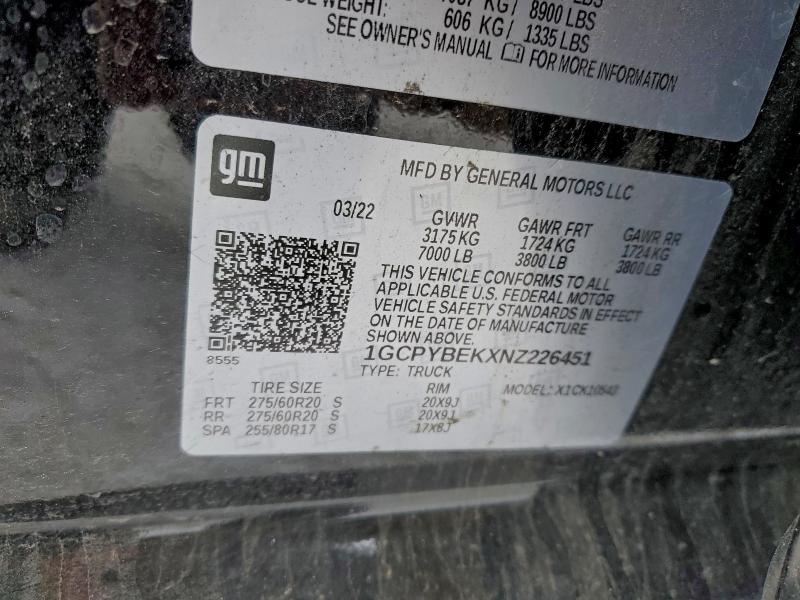 KG/ 8900 LBS
WEIGHT: 606 KG/ 1335 LBS
SEE OWNER'S MANUAL FOR MORE INFORMATION
gm
MFD BY GENERAL MOTORS LLC
03/22
GVWR GAWR FRT GAWR RR
3175 KG 1724 KG 1724 KG
7000 LB 3800 LB 3800 LB
THIS VEHICLE CONFORMS TO ALL
APPLICABLE U.S. FEDERAL MOTOR
VEHICLE SAFETY STANDARDS IN EFFECT
ON THE DATE OF MANUFACTURE
SHOWN ABOVE.
8555
1GCPYBEKXNZ226451
TYPE: TRUCK
TIRE SIZE RIM MODEL: X1CK10543
FRT 275/60R20 S 20X9J
RR 275/60R20 S 20X9J
SPA 255/80R17 S 17X8J